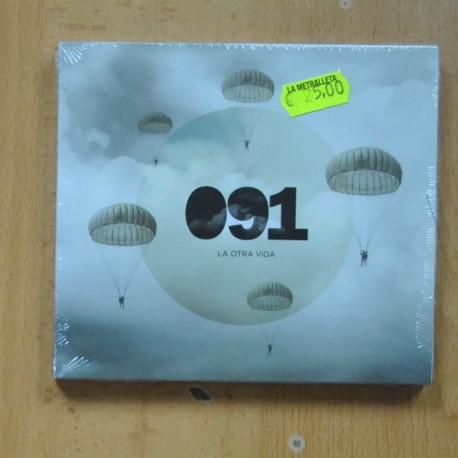 LA METRALLETA
€ 25,00
091
LA OTRA VIDA